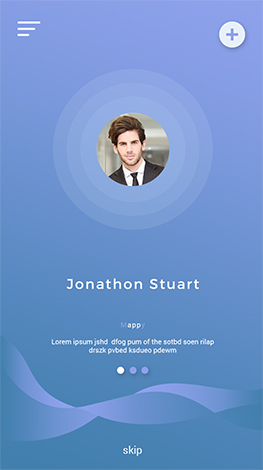 Jonathon Stuart
Mappy
Lorem ipsum jshd dfog pum of the sotbd soen rilap
drszk pvbed ksdueo pdewm
skip